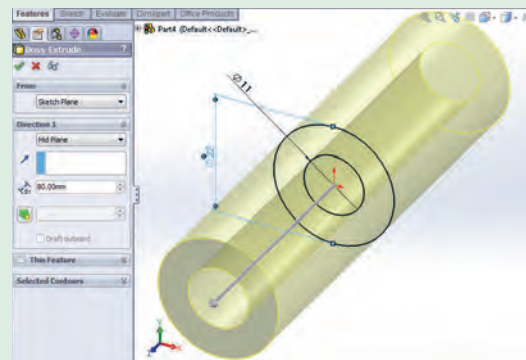 Features Sketch Evaluate DimXpert Office Products
Part4 (Default<<Default>_...
Boss-Extrude ?
From
Sketch Plane
Direction 1
Mid Plane
80.00mm
Draft outward
Thin Feature
Selected Contours
Ø11
Y
X
Z